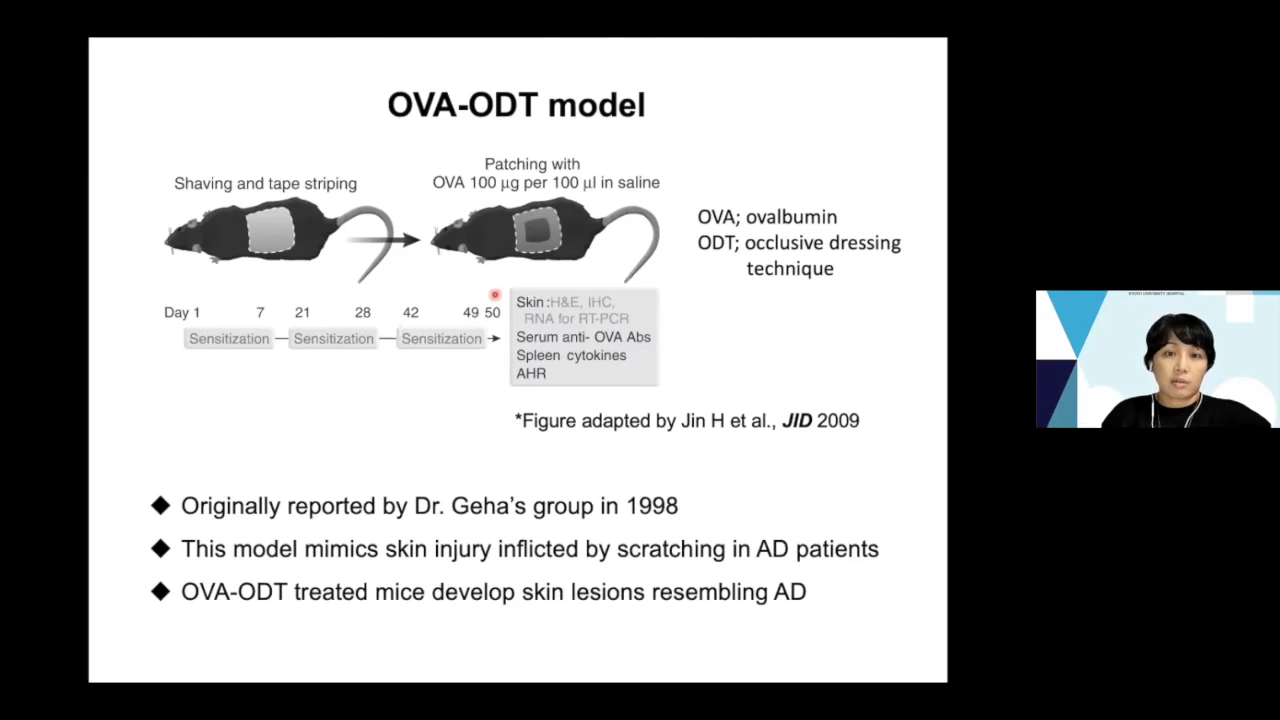 OVA-ODT model
Shaving and tape striping
Patching with
OVA 100 µg per 100 µl in saline
OVA; ovalbumin
ODT; occlusive dressing
technique
Day 1 7 21 28 42 49 50
Sensitization Sensitization Sensitization
Skin :H&E, IHC,
RNA for RT-PCR
Serum anti- OVA Abs
Spleen cytokines
AHR
*Figure adapted by Jin H et al., JID 2009
◆ Originally reported by Dr. Geha’s group in 1998
◆ This model mimics skin injury inflicted by scratching in AD patients
◆ OVA-ODT treated mice develop skin lesions resembling AD
KYOTO UNIVERSITY HOSPITAL